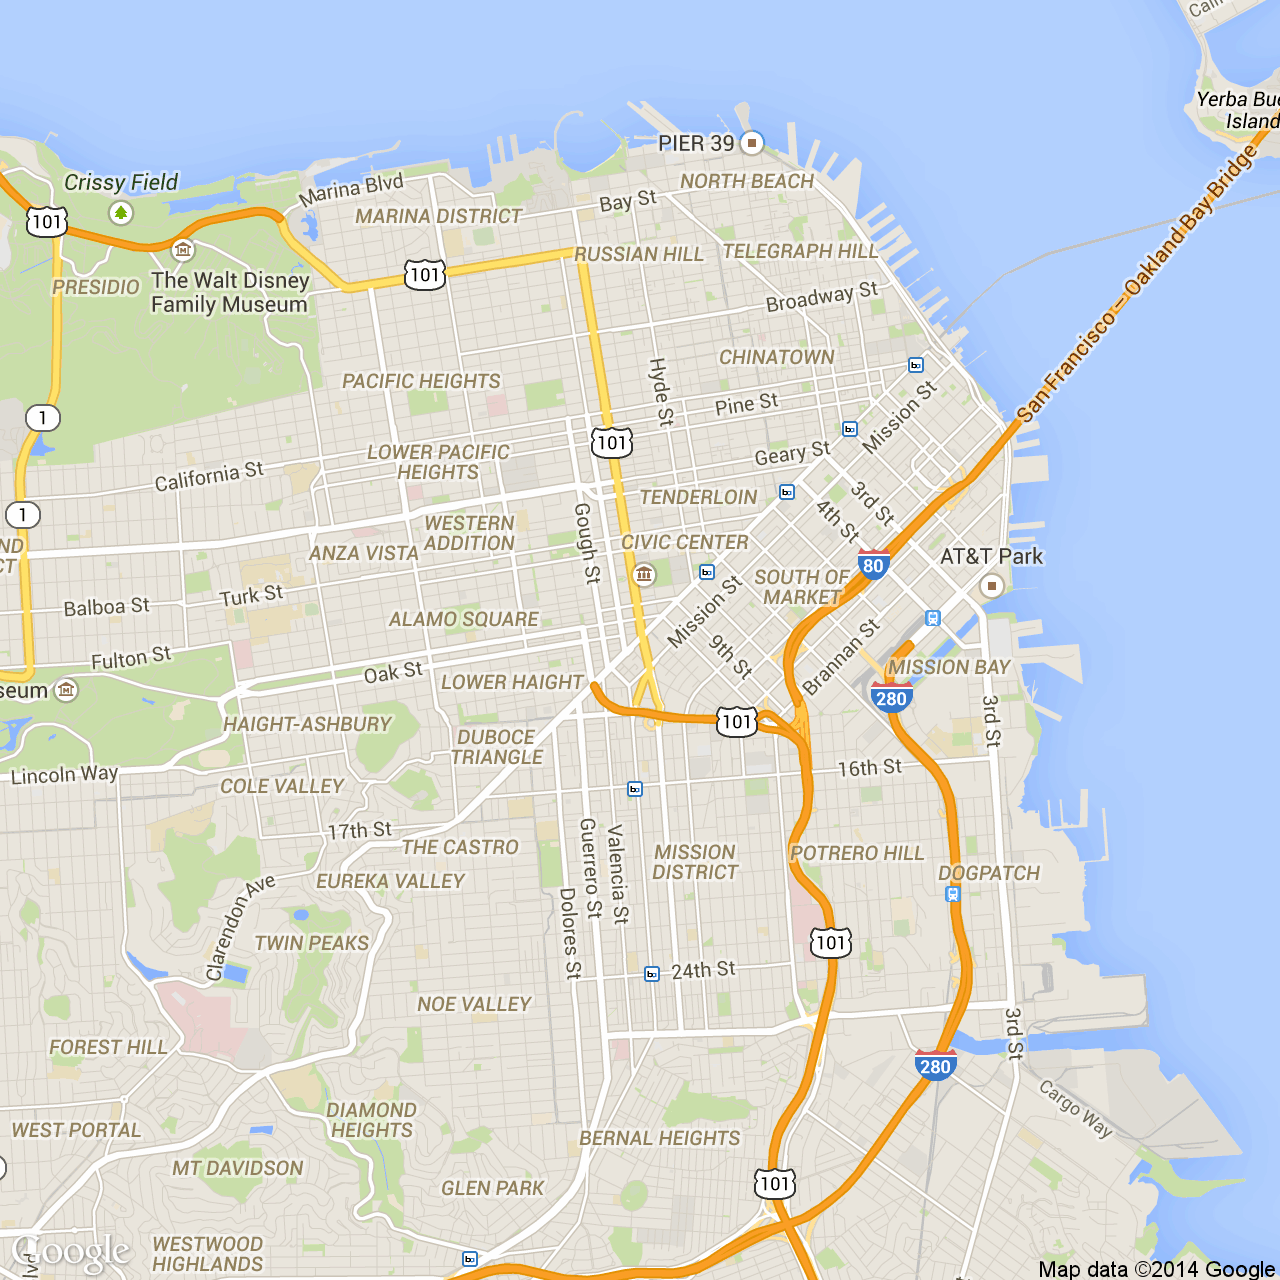 Yerba Bue
Island
PIER 39
Crissy Field
Marina Blvd
NORTH BEACH
101
MARINA DISTRICT
Bay St
San Francisco – Oakland Bay Bridge
The Walt Disney
Family Museum
PRESIDIO
101
RUSSIAN HILL
TELEGRAPH HILL
Broadway St
CHINATOWN
PACIFIC HEIGHTS
Hyde St
Pine St
Mission St
1
101
LOWER PACIFIC
HEIGHTS
Geary St
California St
TENDERLOIN
3rd St
4th St
1
WESTERN
ADDITION
Gough St
CIVIC CENTER
ANZA VISTA
80
AT&T Park
SOUTH OF
MARKET
Balboa St
Turk St
ALAMO SQUARE
Mission St
9th St
Brannan St
Fulton St
Oak St
MISSION BAY
seum
LOWER HAIGHT
280
3rd St
HAIGHT-ASHBURY
101
DUBOCE
TRIANGLE
Lincoln Way
COLE VALLEY
16th St
17th St
THE CASTRO
Guerrero St
Valencia St
MISSION
DISTRICT
POTRERO HILL
EUREKA VALLEY
DOGPATCH
Clarendon Ave
Dolores St
TWIN PEAKS
101
24th St
NOE VALLEY
FOREST HILL
3rd St
280
Cargo Way
DIAMOND
HEIGHTS
WEST PORTAL
BERNAL HEIGHTS
MT DAVIDSON
GLEN PARK
101
WESTWOOD
HIGHLANDS
Google
Map data ©2014 Google